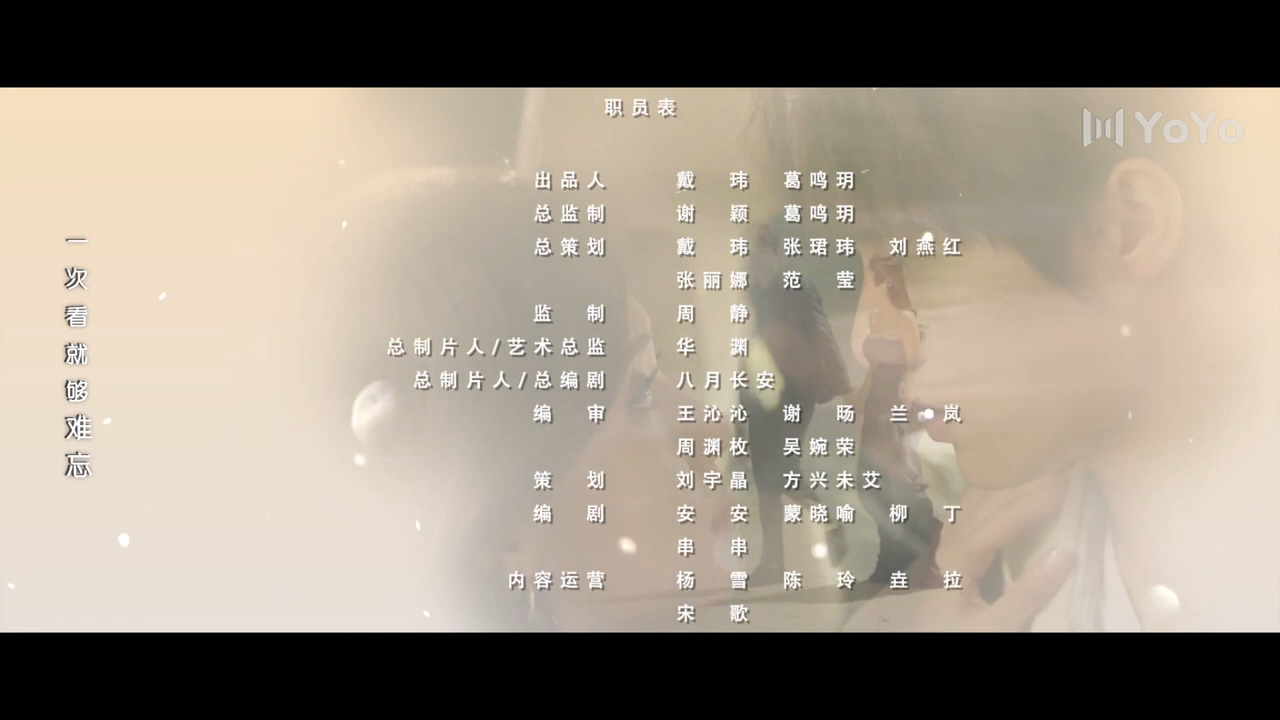 职员表
YoYo
出品人 戴玮 葛鸣玥
总监制 谢颖 葛鸣玥
总策划 戴玮 张珺玮 刘燕红
张丽娜 范莹
监制 周静
总制片人/艺术总监 华渊
总制片人/总编剧 八月长安
编审 王沁沁 谢旸 兰岚
周渊枚 吴婉荣
策划 刘宇晶 方兴未艾
编剧 安安 蒙晓喻 柳丁
串串
内容运营 杨雪 陈玲 垚拉
宋歌
一次看就够难忘